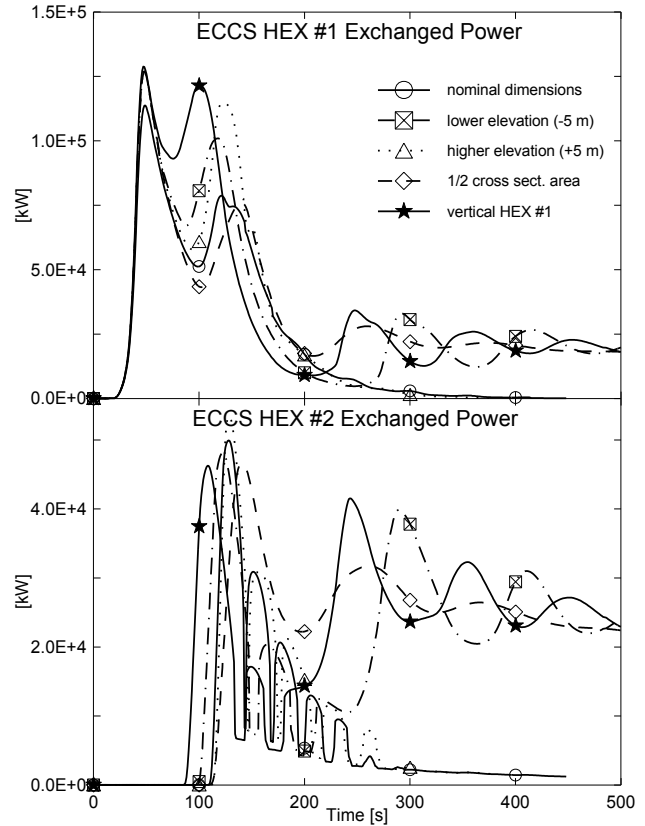 1.5E+5
ECCS HEX #1 Exchanged Power
nominal dimensions
lower elevation (-5 m)
1.0E+5
higher elevation (+5 m)
1/2 cross sect. area
[kW]
vertical HEX #1
5.0E+4
0.0E+0
ECCS HEX #2 Exchanged Power
4.0E+4
[kW]
2.0E+4
0.0E+0
0 100 200 300 400 500
Time [s]